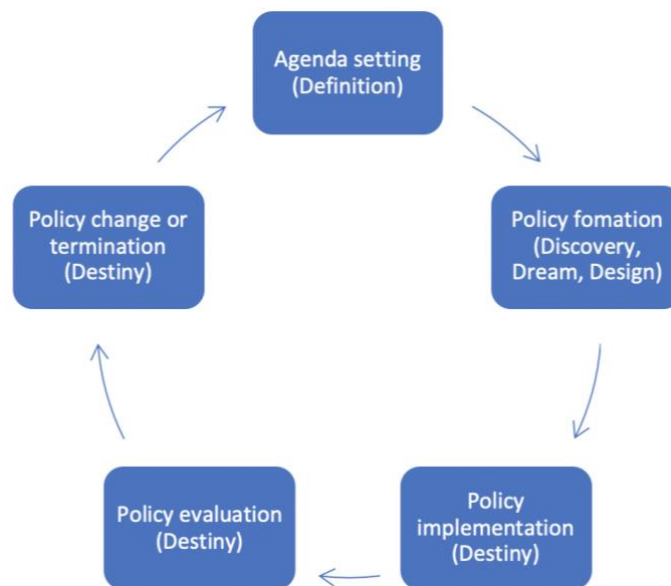 Agenda setting
(Definition)
Policy fomation
(Discovery,
Dream, Design)
Policy
implementation
(Destiny)
Policy evaluation
(Destiny)
Policy change or
termination
(Destiny)